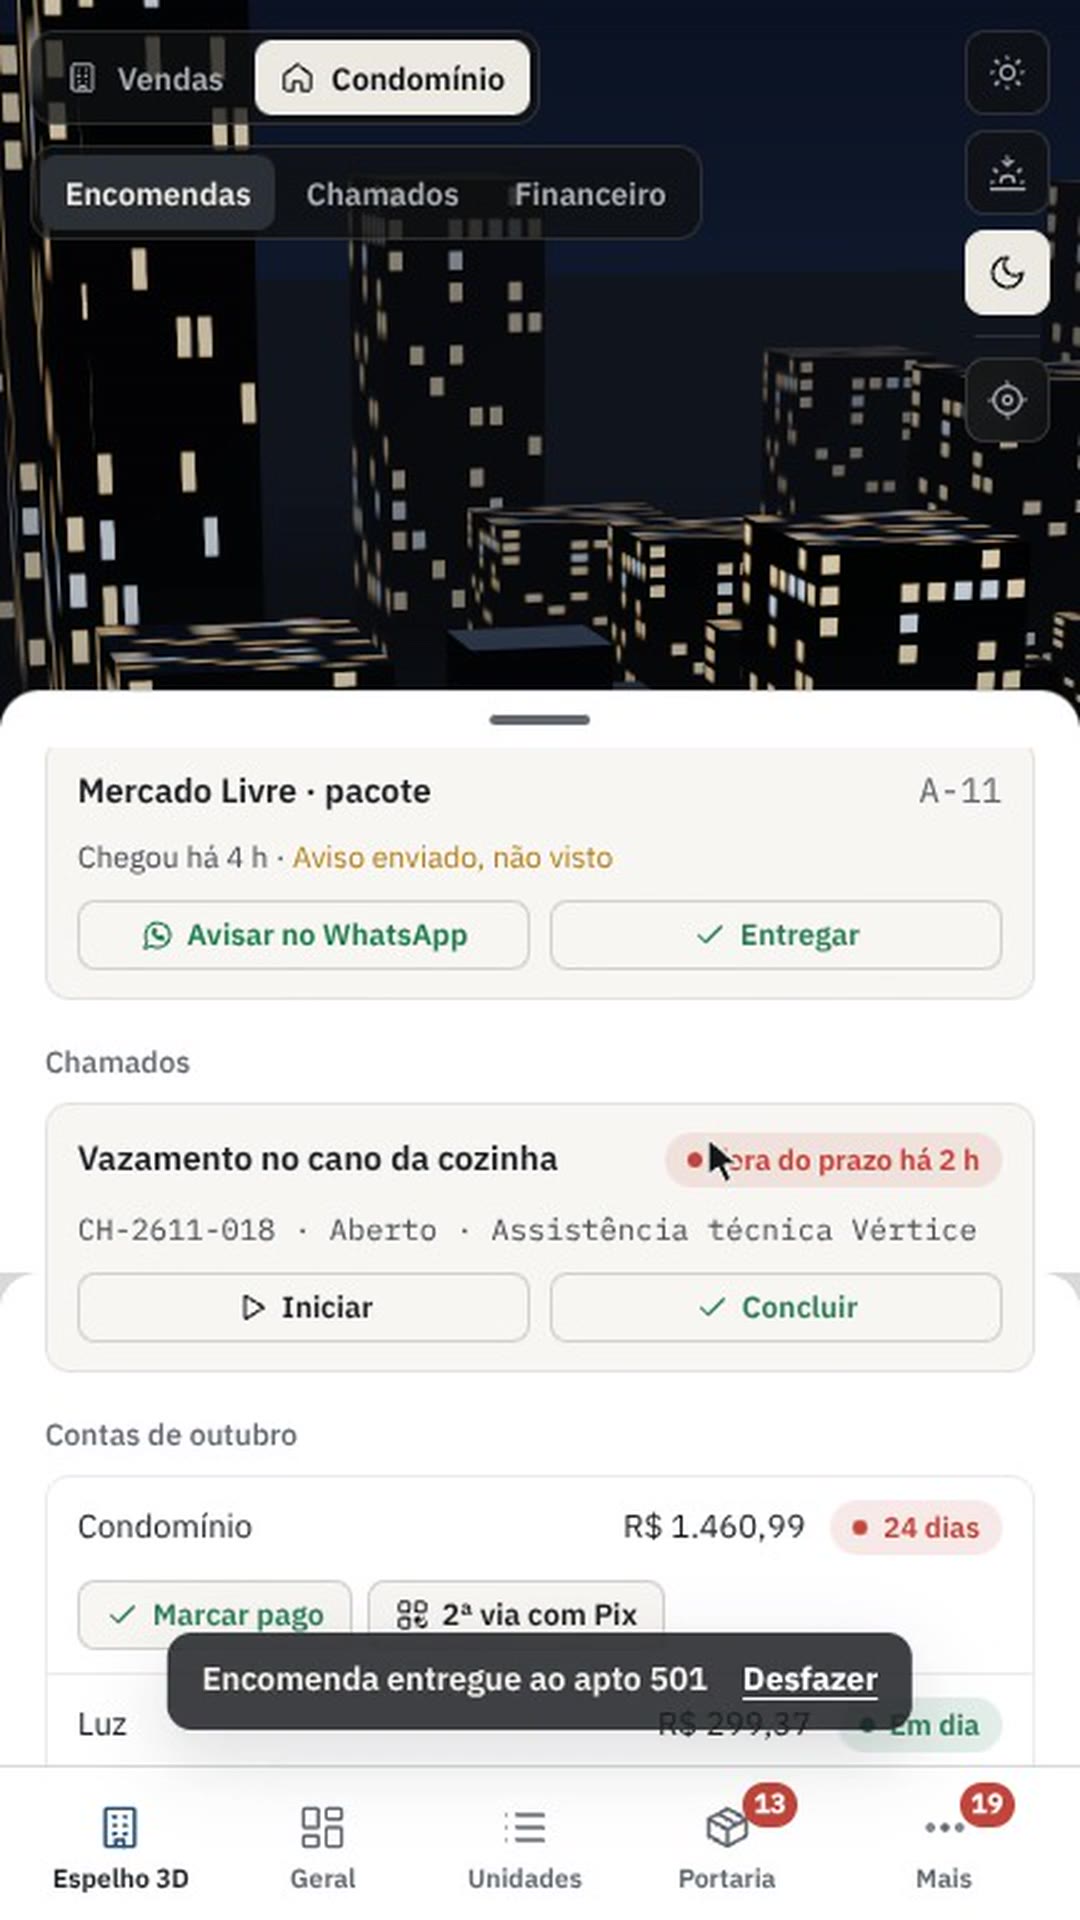 Vendas
Condomínio
Encomendas
Chamados
Financeiro
Mercado Livre · pacote
A-11
Chegou há 4 h · Aviso enviado, não visto
Avisar no WhatsApp
Entregar
Chamados
Vazamento no cano da cozinha
ora do prazo há 2 h
CH-2611-018 · Aberto · Assistência técnica Vértice
Iniciar
Concluir
Contas de outubro
Condomínio
R$ 1.460,99
24 dias
Marcar pago
2ª via com Pix
Encomenda entregue ao apto 501
Desfazer
Luz
R$ 299,37
Em dia
13
19
Espelho 3D
Geral
Unidades
Portaria
Mais